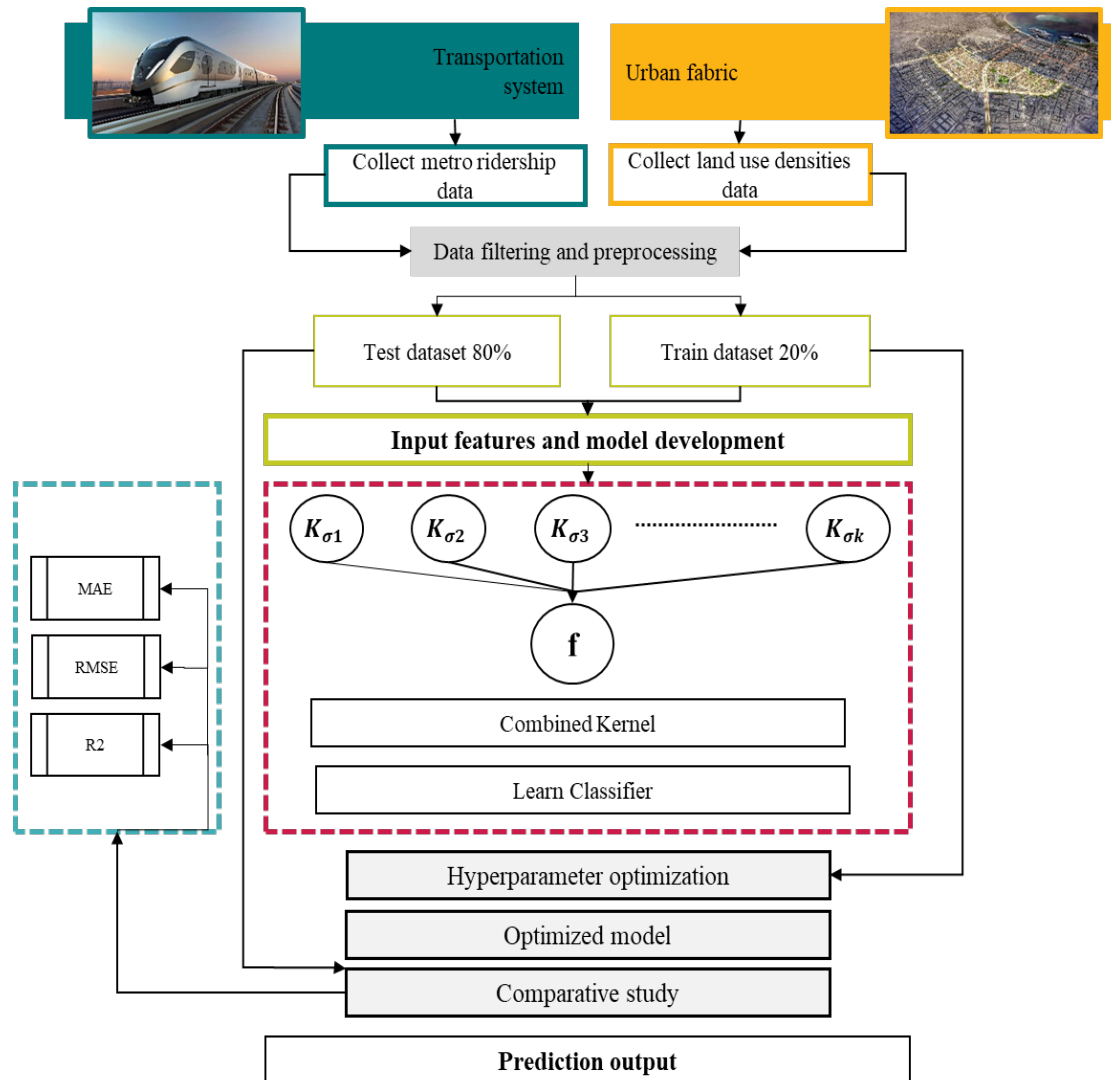 Transportation
system
Urban fabric
Collect metro ridership
data
Collect land use densities
data
Data filtering and preprocessing
Test dataset 80%
Train dataset 20%
Input features and model development
K𝜎1
K𝜎2
K𝜎3
..........................
K𝜎k
f
MAE
RMSE
R2
Combined Kernel
Learn Classifier
Hyperparameter optimization
Optimized model
Comparative study
Prediction output